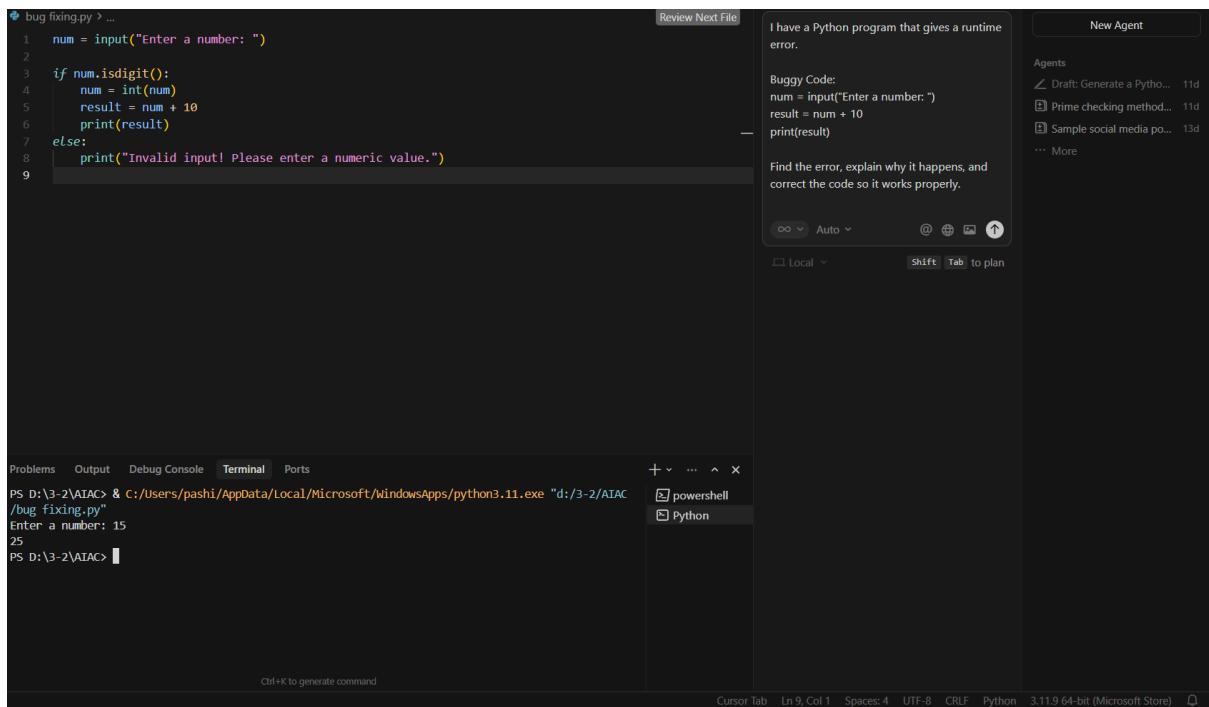 bug fixing.py > ...
Review Next File
1 num = input("Enter a number: ")
2
3 if num.isdigit():
4     num = int(num)
5     result = num + 10
6     print(result)
7 else:
8     print("Invalid input! Please enter a numeric value.")
9
Problems Output Debug Console Terminal Ports
PS D:\3-2\AIAC> & C:/Users/pashi/AppData/Local/Microsoft/WindowsApps/python3.11.exe "d:/3-2/AIAC
/bug fixing.py"
Enter a number: 15
25
PS D:\3-2\AIAC>
powershell
Python
Ctrl+K to generate command
I have a Python program that gives a runtime
error.
Buggy Code:
num = input("Enter a number: ")
result = num + 10
print(result)
Find the error, explain why it happens, and
correct the code so it works properly.
Auto
Local
Shift Tab to plan
New Agent
Agents
Draft: Generate a Pytho... 11d
Prime checking method... 11d
Sample social media po... 13d
... More
Cursor Tab Ln 9, Col 1 Spaces: 4 UTF-8 CRLF Python 3.11.9 64-bit (Microsoft Store)